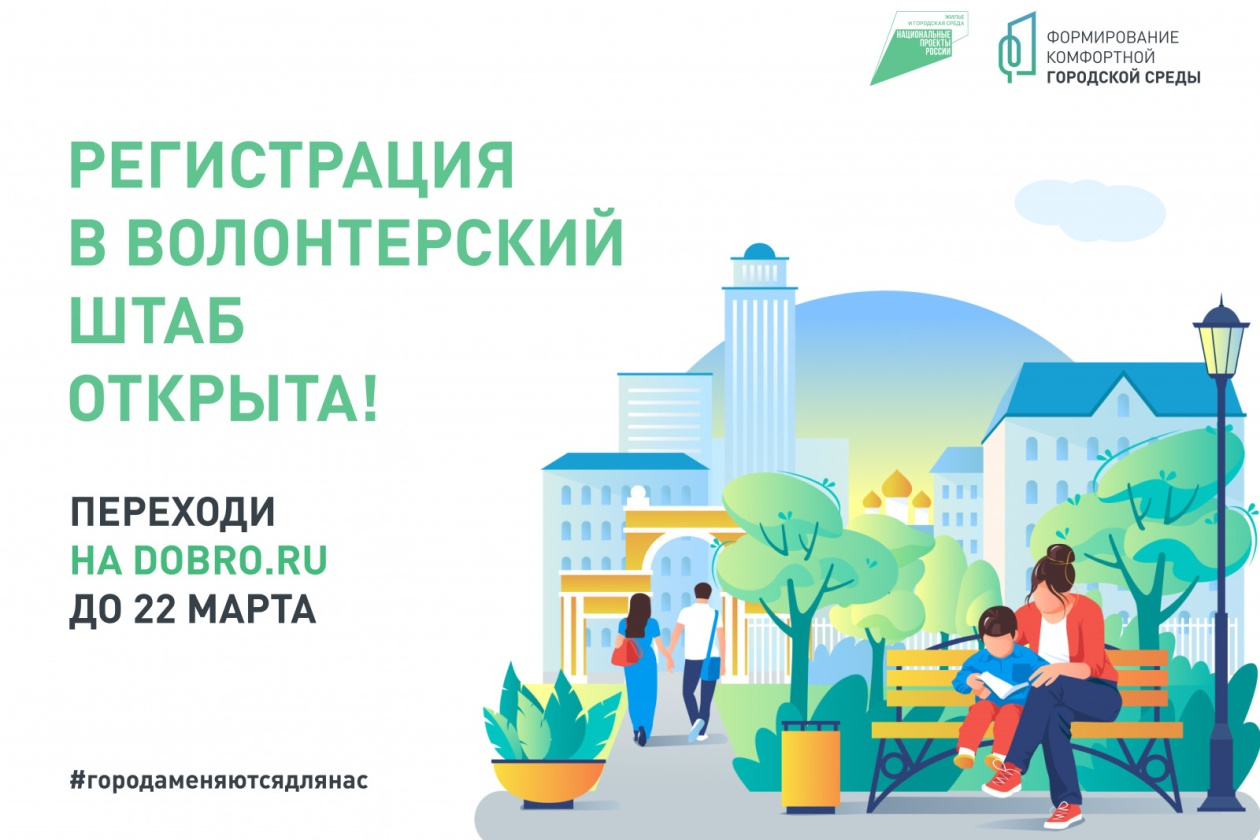 ЖИЛЬЕ
И ГОРОДСКАЯ СРЕДА
НАЦИОНАЛЬНЫЕ
ПРОЕКТЫ
РОССИИ
ФОРМИРОВАНИЕ
КОМФОРТНОЙ
ГОРОДСКОЙ СРЕДЫ
РЕГИСТРАЦИЯ
В ВОЛОНТЕРСКИЙ
ШТАБ
ОТКРЫТА!
ПЕРЕХОДИ
НА DOBRO.RU
ДО 22 МАРТА
#городаменяютсядлянас